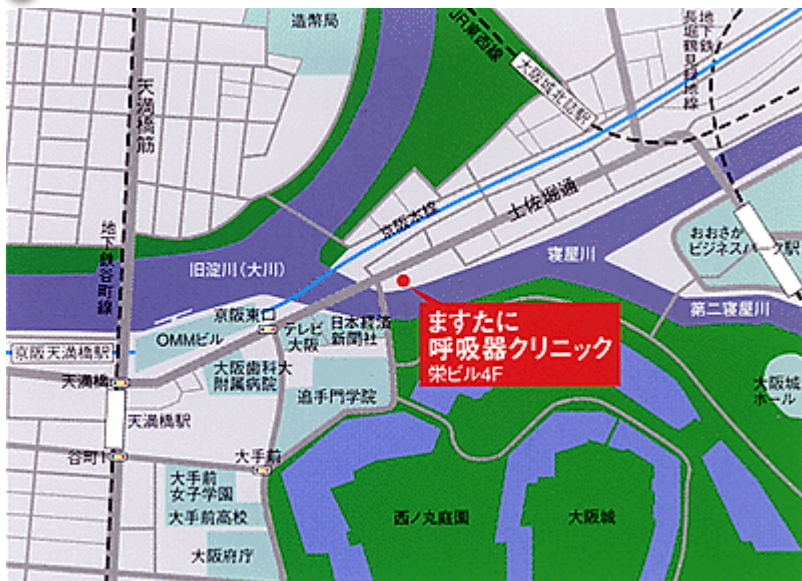 造幣局
JR東西線
大阪城北詰駅
地下鉄
長堀鶴見緑地線
天満橋筋
地下鉄谷町線
京阪本線
土佐堀通
旧淀川(大川)
寝屋川
おおさか
ビジネスパーク駅
第二寝屋川
京阪東口
OMMビル
テレビ
大阪
日本経済
新聞社
ますたに
呼吸器クリニック
栄ビル4F
京阪天満橋駅
天満橋
大阪歯科大
附属病院
追手門学院
大阪城
ホール
天満橋駅
谷町1
大手前
大手前
女子学園
大手前高校
大阪府庁
西ノ丸庭園
大阪城